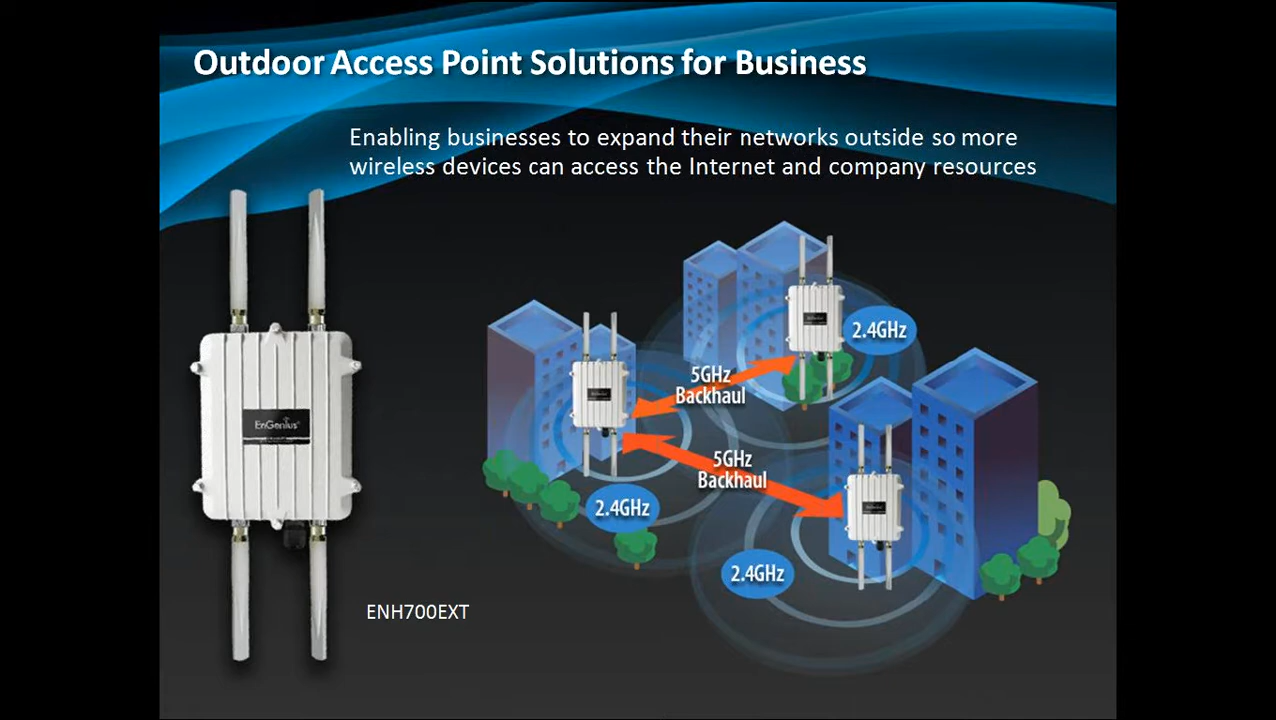 Outdoor Access Point Solutions for Business
Enabling businesses to expand their networks outside so more
wireless devices can access the Internet and company resources
EnGenius
2.4GHz
5GHz
Backhaul
5GHz
Backhaul
2.4GHz
2.4GHz
ENH700EXT